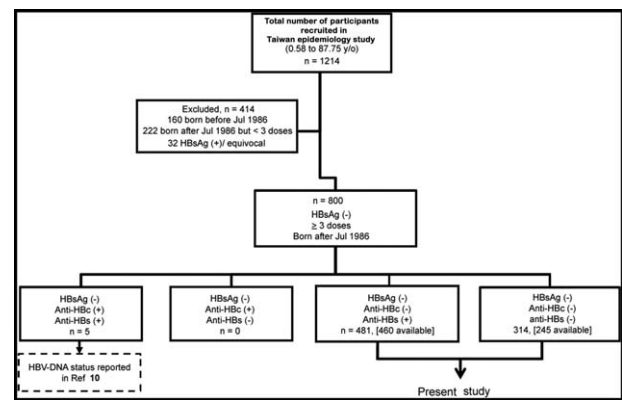 Total number of participants
recruited in
Taiwan epidemiology study
(0.58 to 87.75 y/o)
n = 1214
Excluded, n = 414
160 born before Jul 1986
222 born after Jul 1986 but < 3 doses
32 HBsAg (+)/ equivocal
n = 800
HBsAg (-)
≥ 3 doses
Born after Jul 1986
HBsAg (-)
Anti-HBc (+)
Anti-HBs (+)
n = 5
HBsAg (-)
Anti-HBc (+)
Anti-HBs (-)
n = 0
HBsAg (-)
Anti-HBc (-)
Anti-HBs (+)
n = 481, [460 available]
HBsAg (-)
Anti-HBc (-)
Anti-HBs (-)
314, [245 available]
HBV-DNA status reported
in Ref 10
Present study